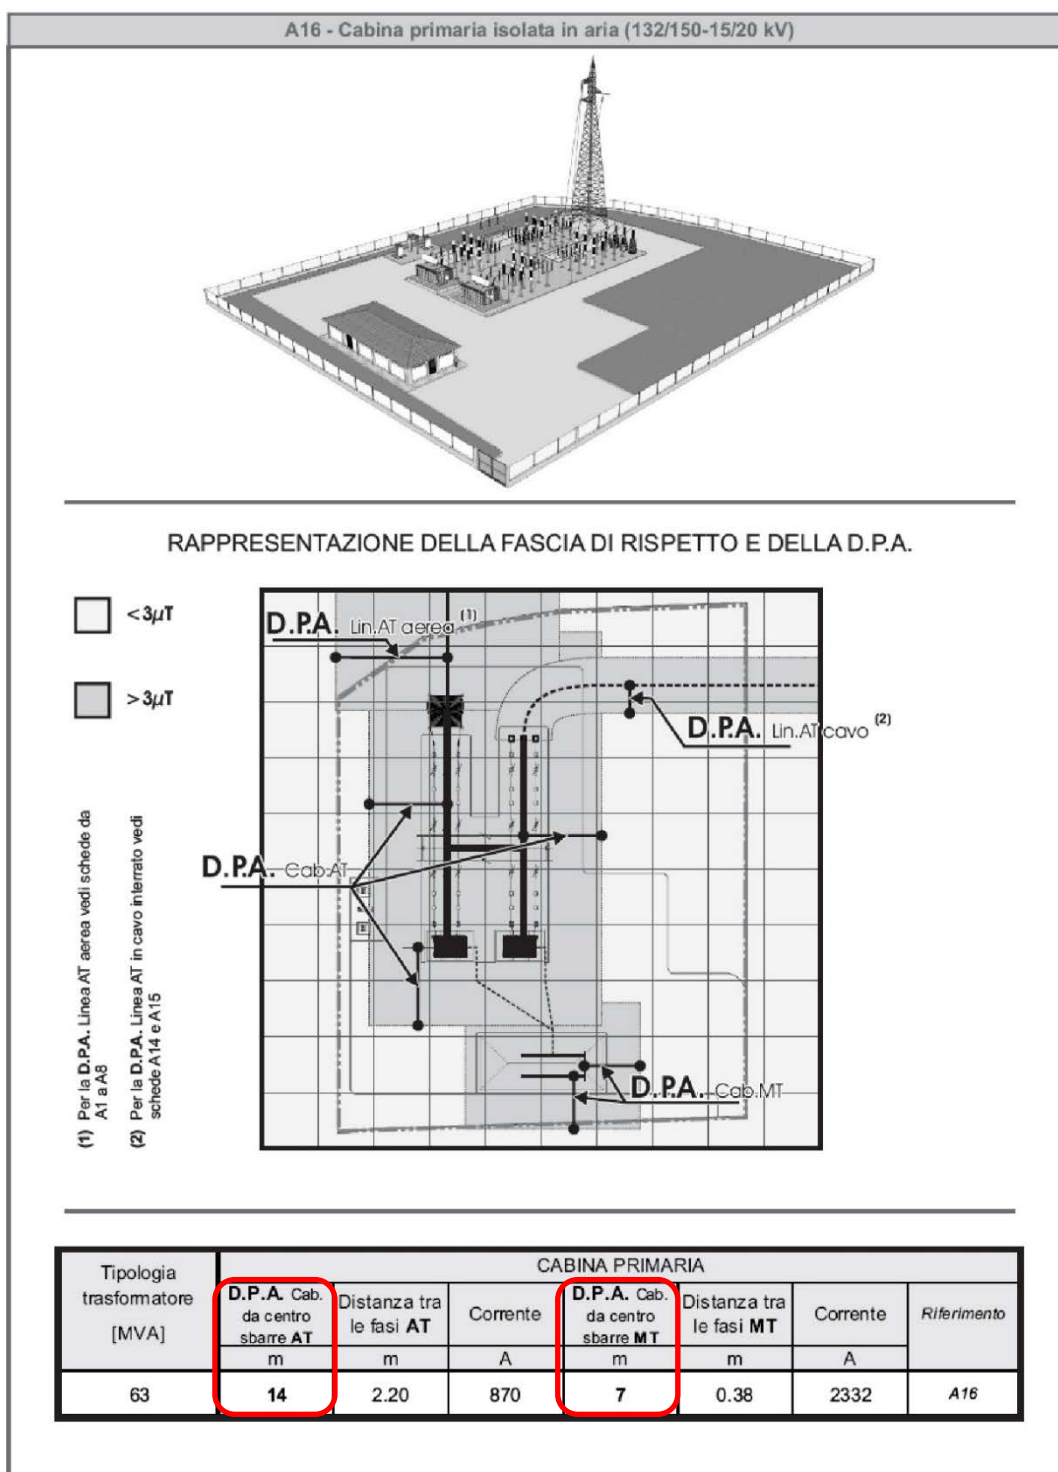 A16 - Cabina primaria isolata in aria (132/150-15/20 kV)
RAPPRESENTAZIONE DELLA FASCIA DI RISPETTO E DELLA D.P.A.
<3μT
>3μT
D.P.A. Lin.AT aerea (1)
D.P.A. Lin.AT cavo (2)
D.P.A. Cab.AT
D.P.A. Cab.MT
(1) Per la D.P.A. Linea AT aerea vedi schede da
A1 a A8
(2) Per la D.P.A. Linea AT in cavo interrato vedi
schede A14 e A15
Tipologia
trasformatore
[MVA]
CABINA PRIMARIA
D.P.A. Cab.
da centro
sbarre AT
Distanza tra
le fasi AT
Corrente
D.P.A. Cab.
da centro
sbarre MT
Distanza tra
le fasi MT
Corrente
Riferimento
m m A m m A
63 14 2.20 870 7 0.38 2332 A16